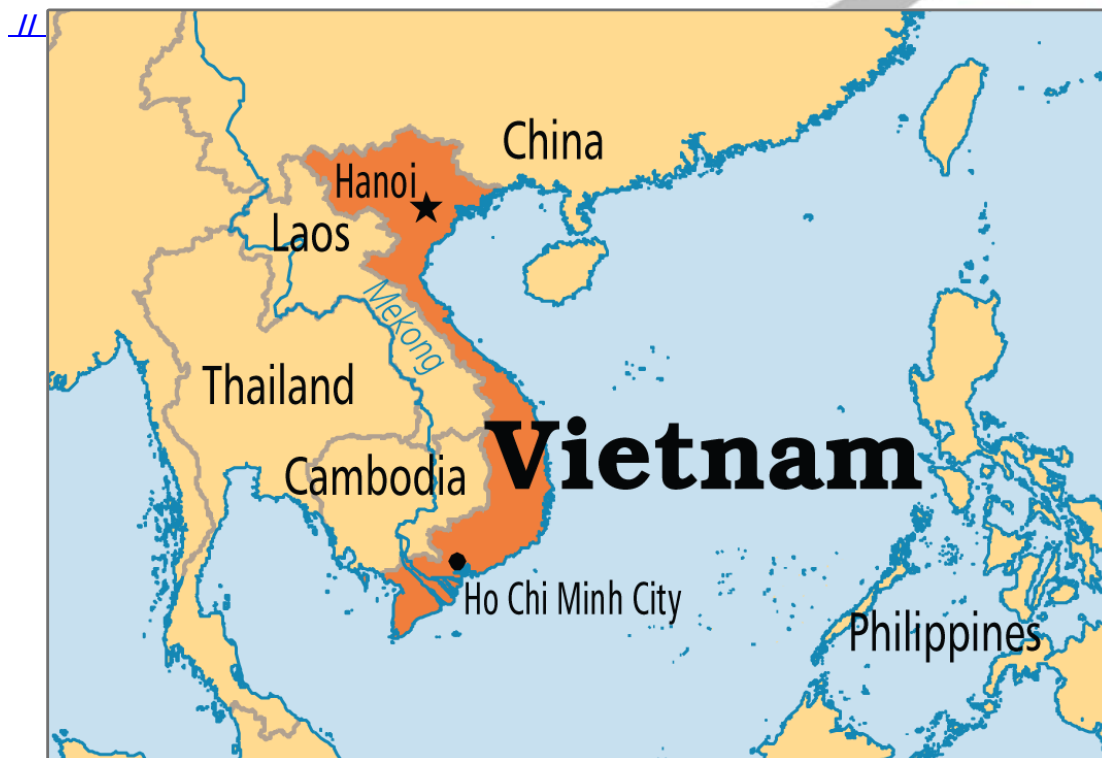 //
China
Hanoi
Laos
Mekong
Thailand
Vietnam
Cambodia
Ho Chi Minh City
Philippines